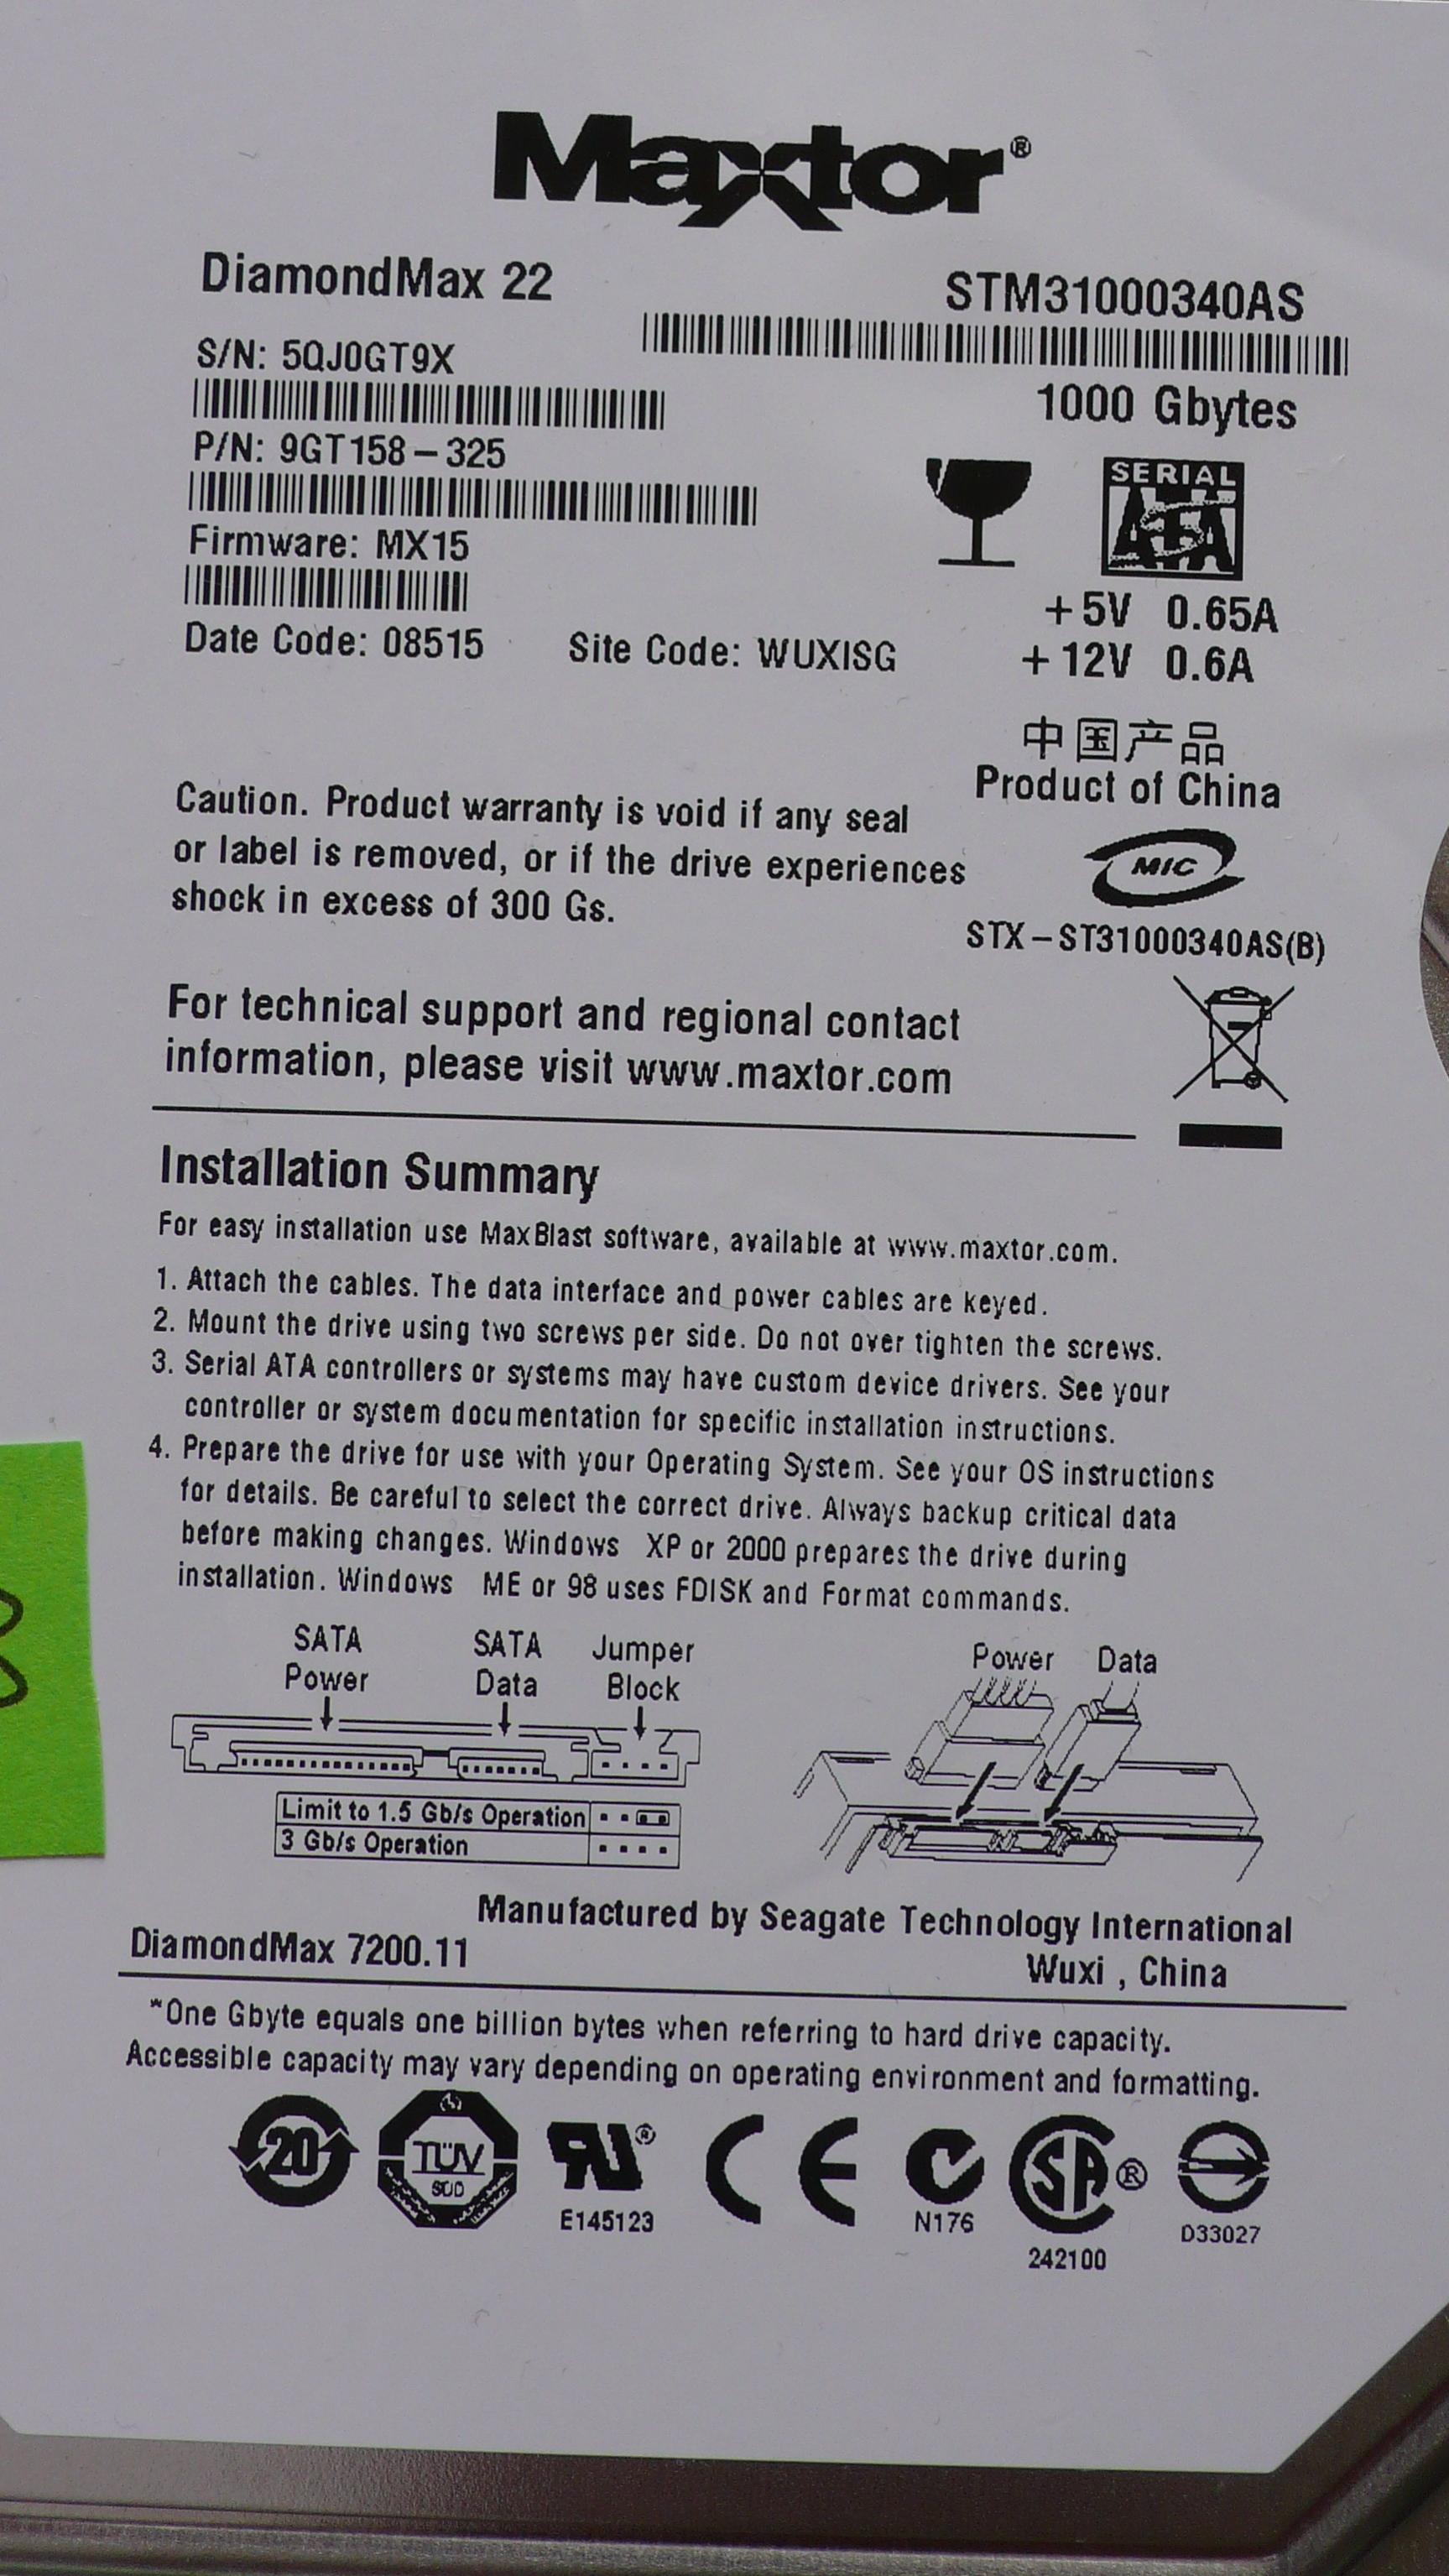 Maxtor®
DiamondMax 22
STM31000340AS
S/N: 5QJ0GT9X
1000 Gbytes
P/N: 9GT158-325
SERIAL
ATA
Firmware: MX15
+5V 0.65A
Date Code: 08515 Site Code: WUXISG
+12V 0.6A
中国产品
Product of China
Caution. Product warranty is void if any seal
or label is removed, or if the drive experiences
shock in excess of 300 Gs.
MIC
STX-ST31000340AS(B)
For technical support and regional contact
information, please visit www.maxtor.com
Installation Summary
For easy installation use MaxBlast software, available at www.maxtor.com.
1. Attach the cables. The data interface and power cables are keyed.
2. Mount the drive using two screws per side. Do not over tighten the screws.
3. Serial ATA controllers or systems may have custom device drivers. See your
controller or system documentation for specific installation instructions.
4. Prepare the drive for use with your Operating System. See your OS instructions
for details. Be careful to select the correct drive. Always backup critical data
before making changes. Windows XP or 2000 prepares the drive during
installation. Windows ME or 98 uses FDISK and Format commands.
SATA Power
SATA Data
Jumper Block
Power Data
Limit to 1.5 Gb/s Operation
3 Gb/s Operation
Manufactured by Seagate Technology International
DiamondMax 7200.11
Wuxi , China
*One Gbyte equals one billion bytes when referring to hard drive capacity.
Accessible capacity may vary depending on operating environment and formatting.
20
TÜV
SÜD
RU®
E145123
CE
N176
SA®
242100
D33027